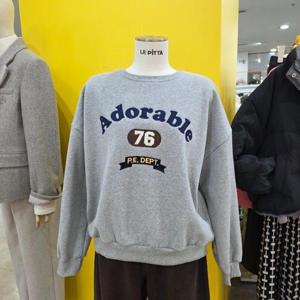 LE PITTA
Adorable
76
P.E. DEPT.